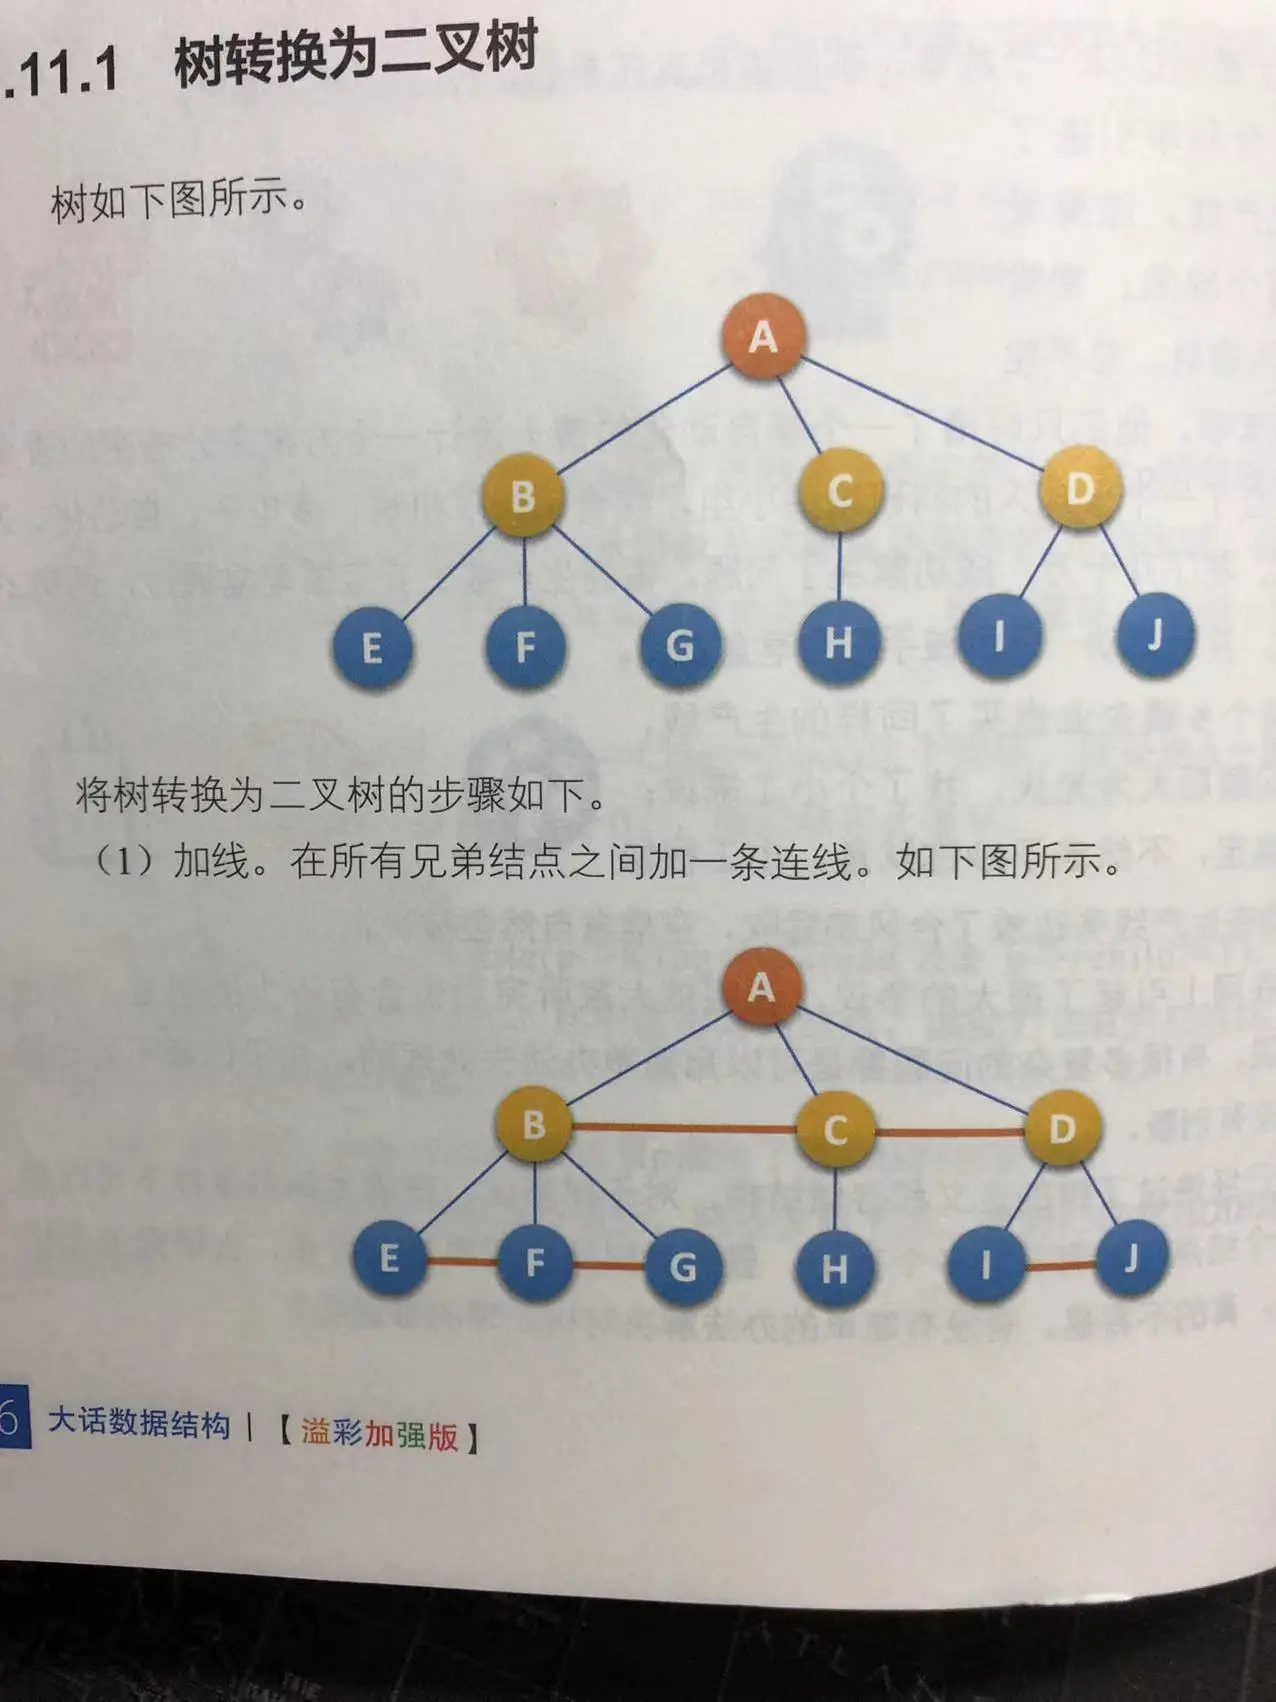 .11.1 树转换为二叉树
树如下图所示。
A
B C D
E F G H I J
将树转换为二叉树的步骤如下。
（1）加线。在所有兄弟结点之间加一条连线。如下图所示。
A
B C D
E F G H I J
6 大话数据结构 | 【溢彩加强版】